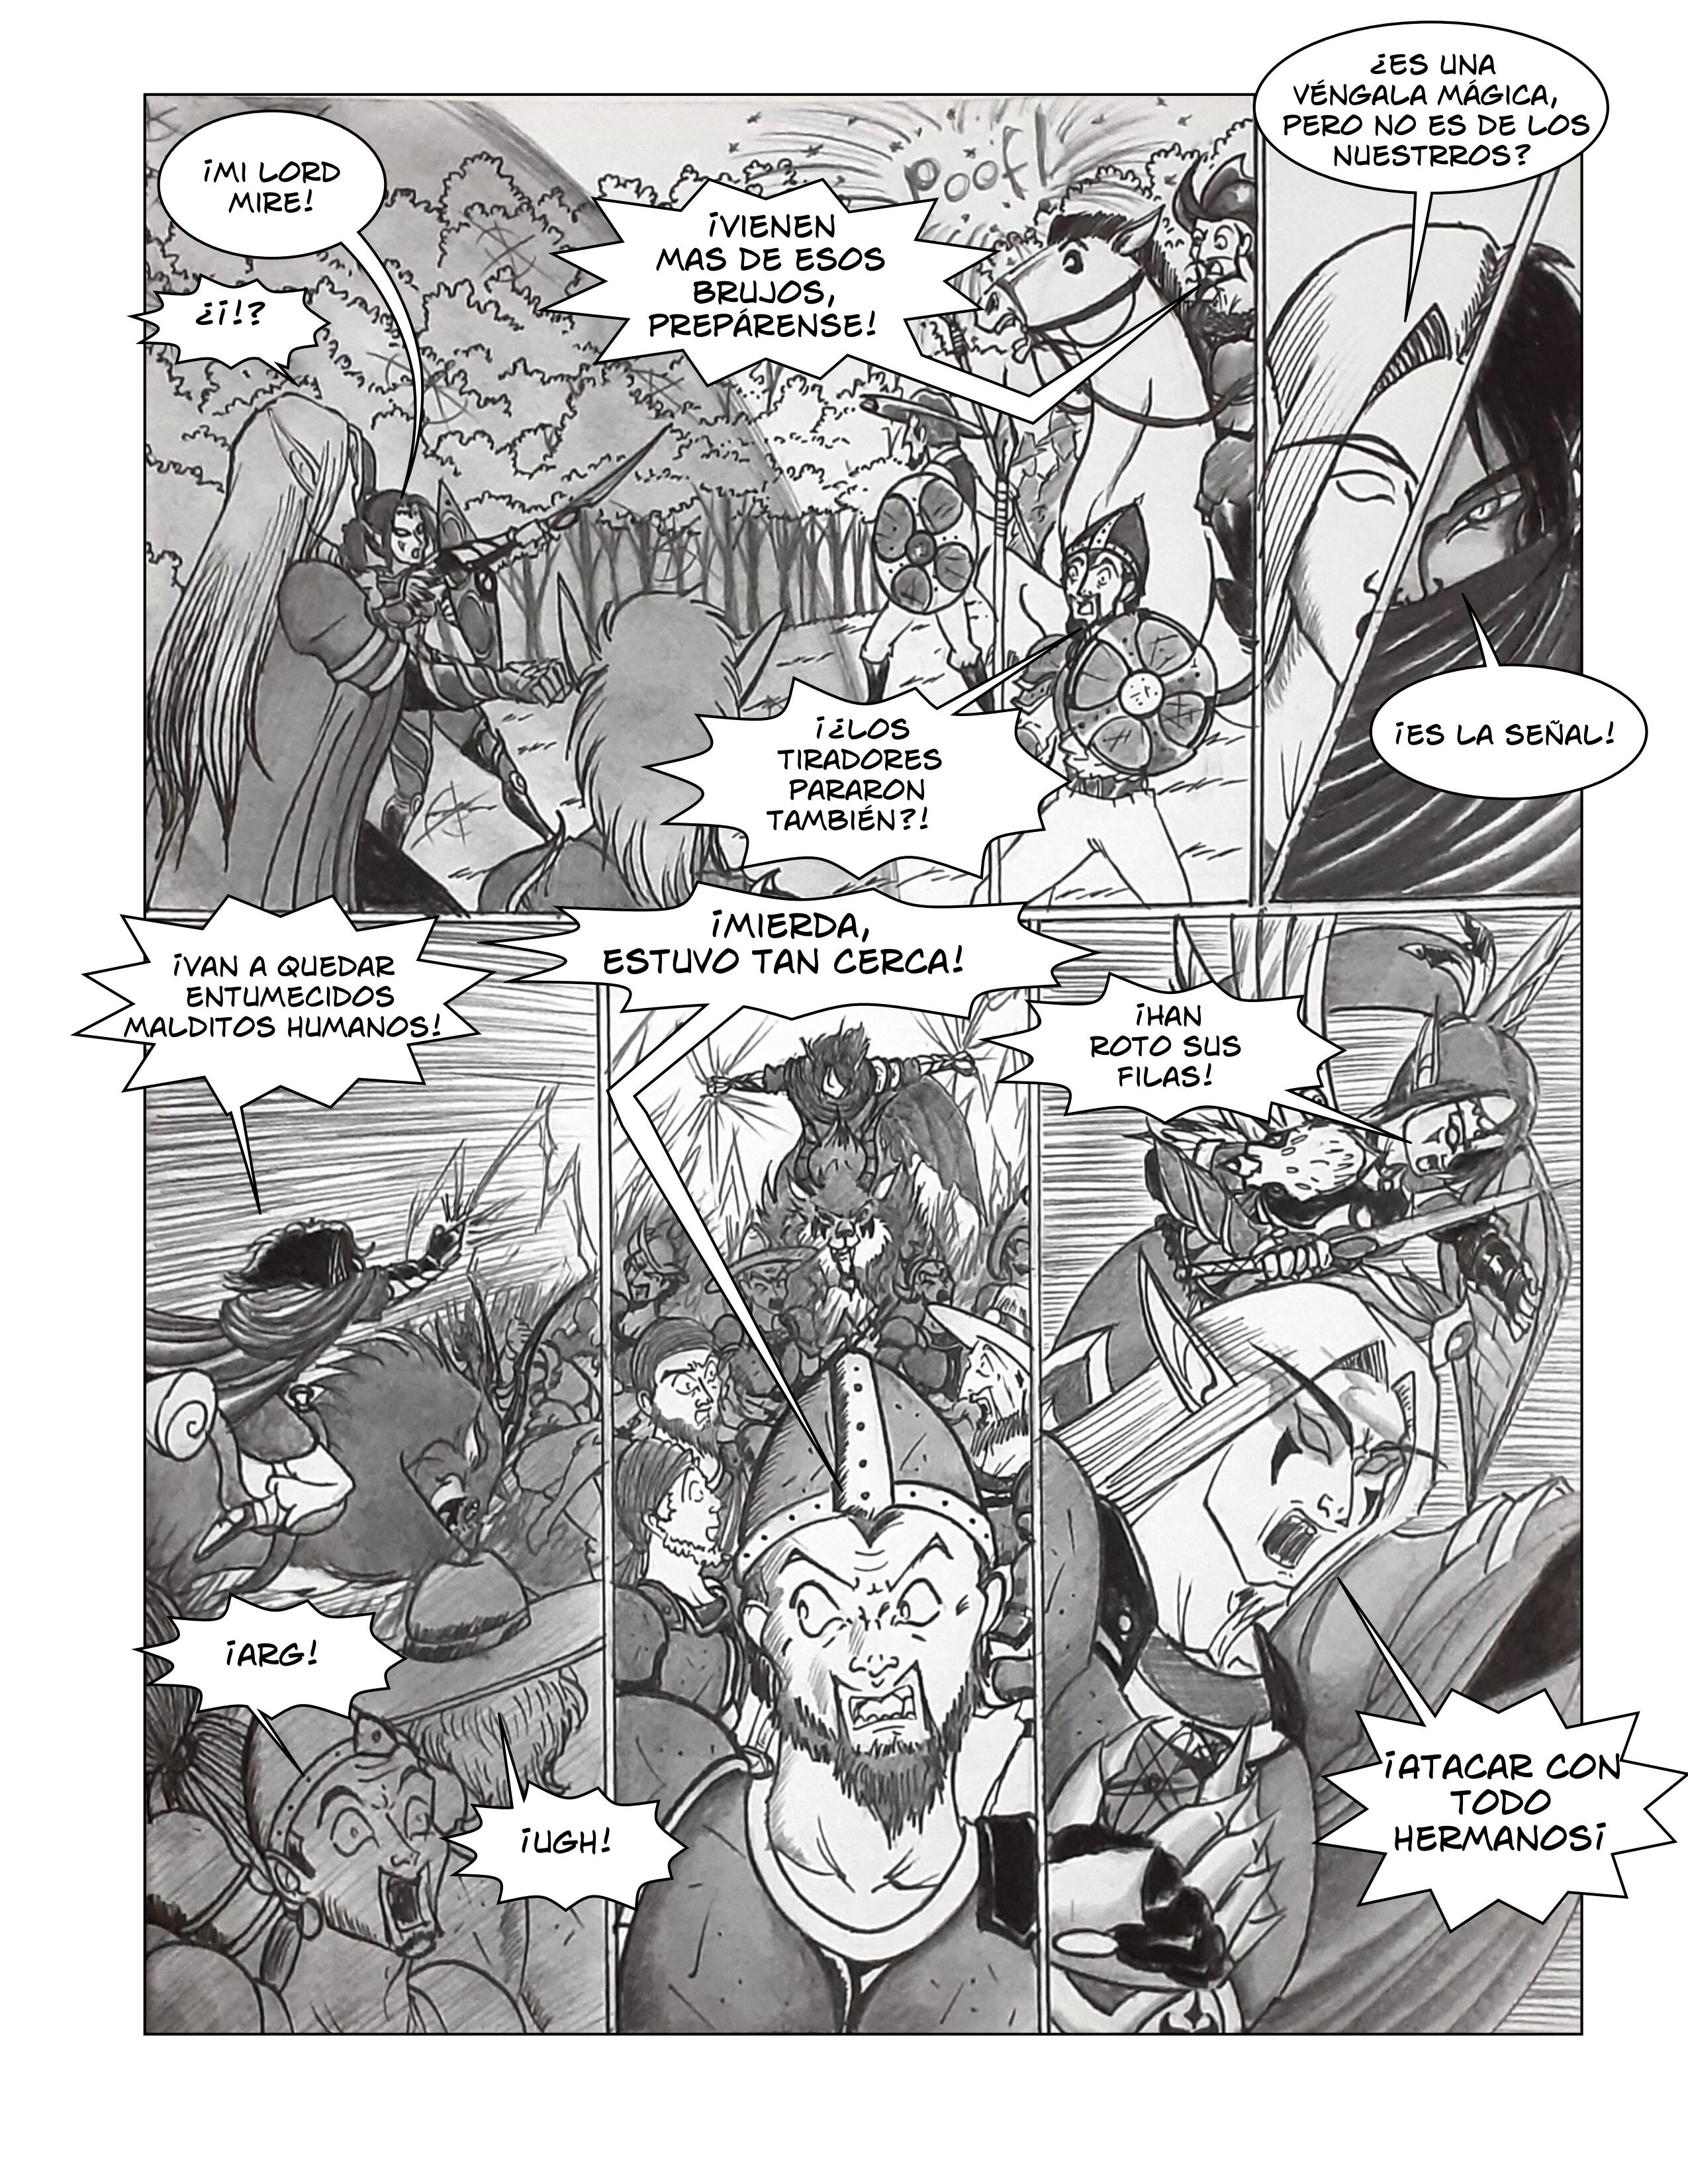 ¡MI LORD
MIRE!
¿¡!?
poof!
¡VIENEN
MAS DE ESOS
BRUJOS,
PREPÁRENSE!
¡¿LOS
TIRADORES
PARARON
TAMBIÉN?!
¿ES UNA
VÉNGALA MÁGICA,
PERO NO ES DE LOS
NUESTRROS?
¡ES LA SEÑAL!
¡VAN A QUEDAR
ENTUMECIDOS
MALDITOS HUMANOS!
¡ARG!
¡UGH!
¡MIERDA,
ESTUVO TAN CERCA!
¡HAN
ROTO SUS
FILAS!
¡ATACAR CON
TODO
HERMANOS¡